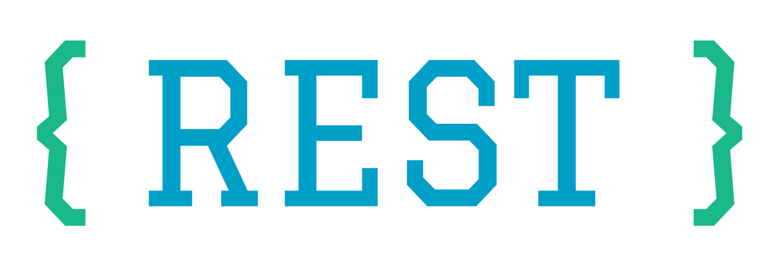 { REST }